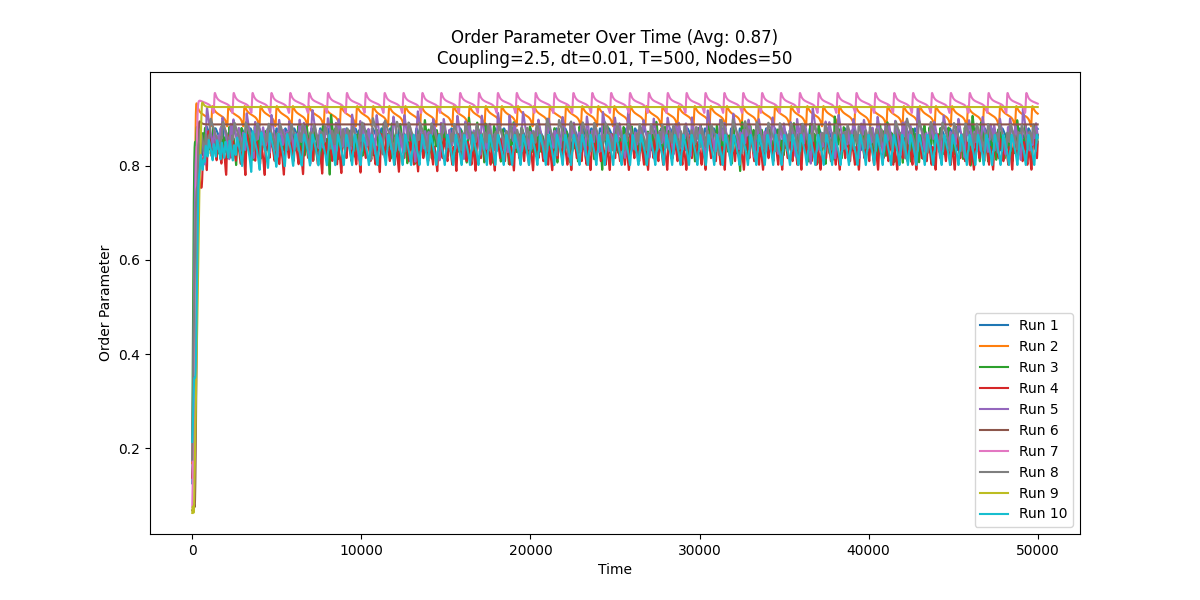 Order Parameter Over Time (Avg: 0.87)
Coupling=2.5, dt=0.01, T=500, Nodes=50
Order Parameter
0.8
0.6
0.4
0.2
0
10000
20000
30000
40000
50000
Time
Run 1
Run 2
Run 3
Run 4
Run 5
Run 6
Run 7
Run 8
Run 9
Run 10